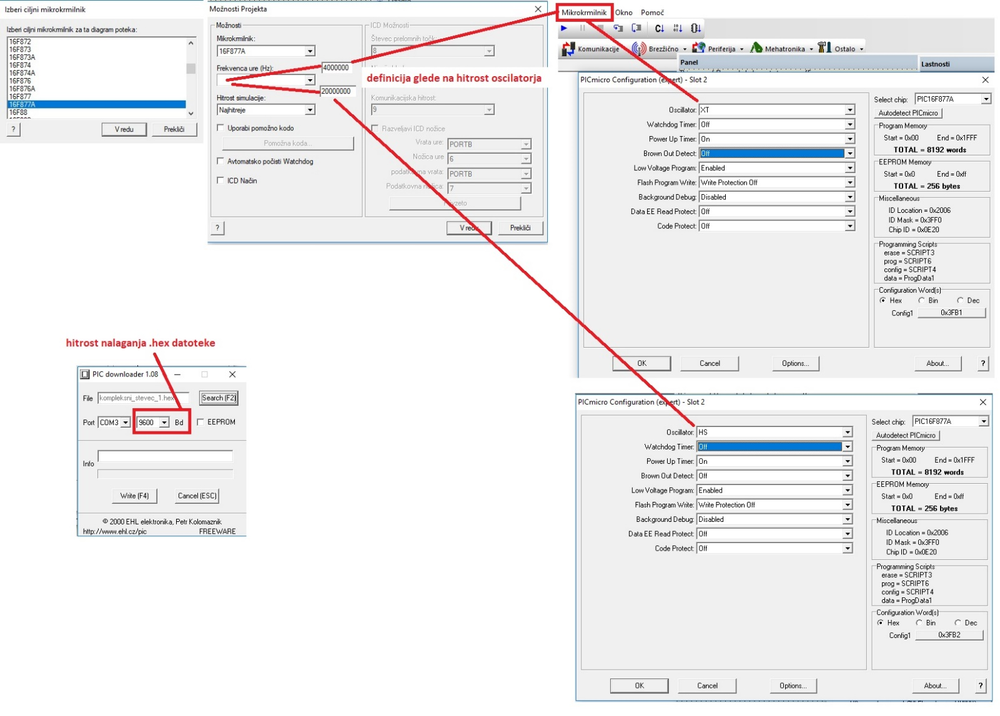 Izberi ciljni mikrokrmilnik
Izberi ciljni mikrokrmilnik za ta diagram poteka:
16F872
16F873
16F873A
16F874
16F874A
16F876
16F876A
16F877
16F877A
16F88
?
V redu
Prekliči
Možnosti Projekta
Možnosti
Mikrokrmilnik:
16F877A
Frekvenca ure (Hz):
4000000
20000000
Hitrost simulacije:
Najhitreje
Uporabi pomožno kodo
Pomožna koda...
Avtomatsko počisti Watchdog
ICD Način
ICD Možnosti
Števec prelomnih točk:
8
definicija glede na hitrost oscilatorja
Komunikacijska hitrost:
9
Razveljavi ICD nožice
Vrata ure: PORTB
Nožica ure 6
podatkovna vrata: PORTB
Podatkovna nožica: 7
?
V redu
Prekliči
Mikrokrmilnik Okno Pomoč
Komunikacije Brezžično Periferija Mehatronika Ostalo
Panel
Lastnosti
PICmicro Configuration (expert) - Slot 2
Oscillator: XT
Watchdog Timer: Off
Power Up Timer: On
Brown Out Detect: Off
Low Voltage Program: Enabled
Flash Program Write: Write Protection Off
Background Debug: Disabled
Data EE Read Protect: Off
Code Protect: Off
Select chip: PIC16F877A
Autodetect PICmicro
Program Memory
Start = 0x00 End = 0x1FFF
TOTAL = 8192 words
EEPROM Memory
Start = 0x0 End = 0xff
TOTAL = 256 bytes
Miscellaneous
ID Location = 0x2006
ID Mask = 0x3FF0
Chip ID = 0x0E20
Programming Scripts
erase = SCRIPT3
prog = SCRIPT6
config = SCRIPT4
data = ProgData1
Configuration Word(s)
Hex Bin Dec
Config1 0x3FB1
OK
Cancel
Options...
About...
?
hitrost nalaganja .hex datoteke
PIC downloader 1.08
File kompleksni_stevec_1.hex Search (F2)
Port COM3 9600 Bd EEPROM
Info
Write (F4)
Cancel (ESC)
© 2000 EHL elektronika, Petr Kolomaznik
http://www.ehl.cz/pic FREEWARE
PICmicro Configuration (expert) - Slot 2
Oscillator: HS
Watchdog Timer: Off
Power Up Timer: On
Brown Out Detect: Off
Low Voltage Program: Enabled
Flash Program Write: Write Protection Off
Background Debug: Disabled
Data EE Read Protect: Off
Code Protect: Off
Select chip: PIC16F877A
Autodetect PICmicro
Program Memory
Start = 0x00 End = 0x1FFF
TOTAL = 8192 words
EEPROM Memory
Start = 0x0 End = 0xff
TOTAL = 256 bytes
Miscellaneous
ID Location = 0x2006
ID Mask = 0x3FF0
Chip ID = 0x0E20
Programming Scripts
erase = SCRIPT3
prog = SCRIPT6
config = SCRIPT4
data = ProgData1
Configuration Word(s)
Hex Bin Dec
Config1 0x3FB2
OK
Cancel
Options...
About...
?